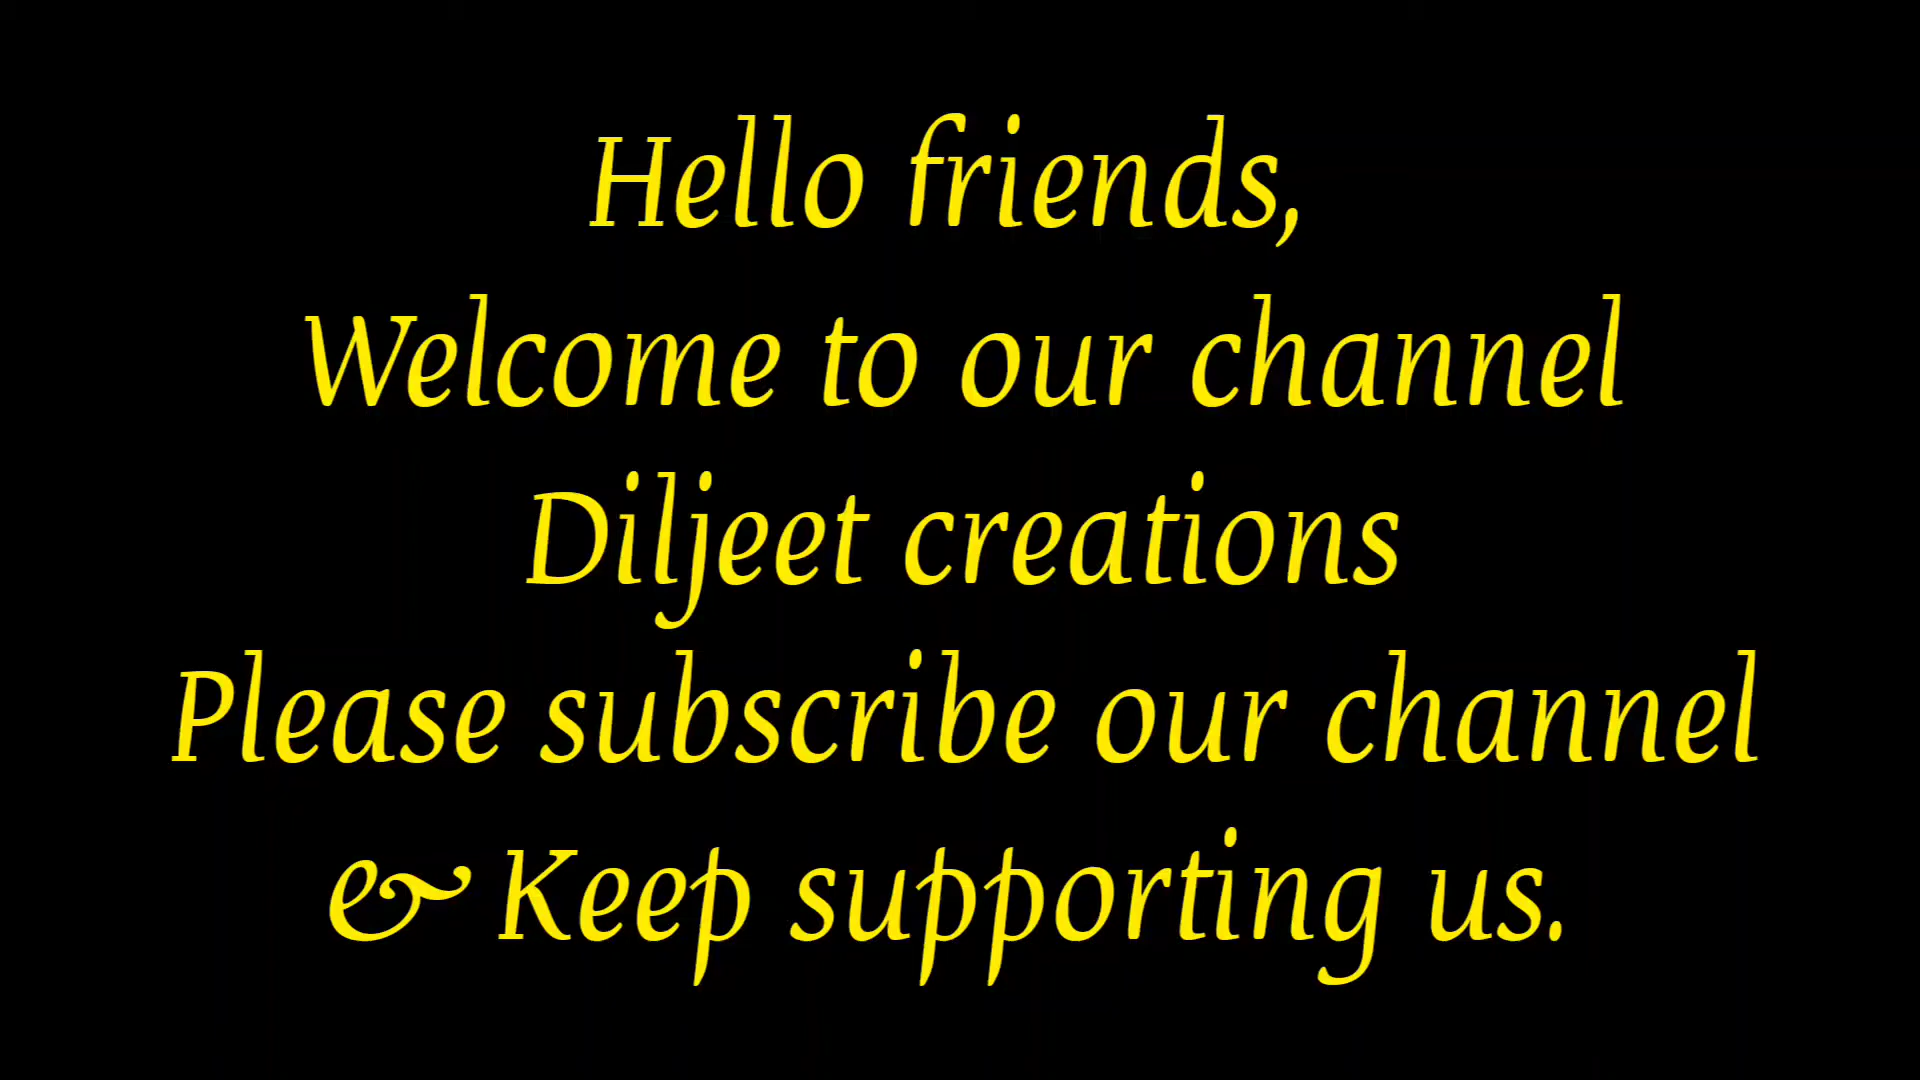 Hello friends,
Welcome to our channel
Diljeet creations
Please subscribe our channel
& Keep supporting us.